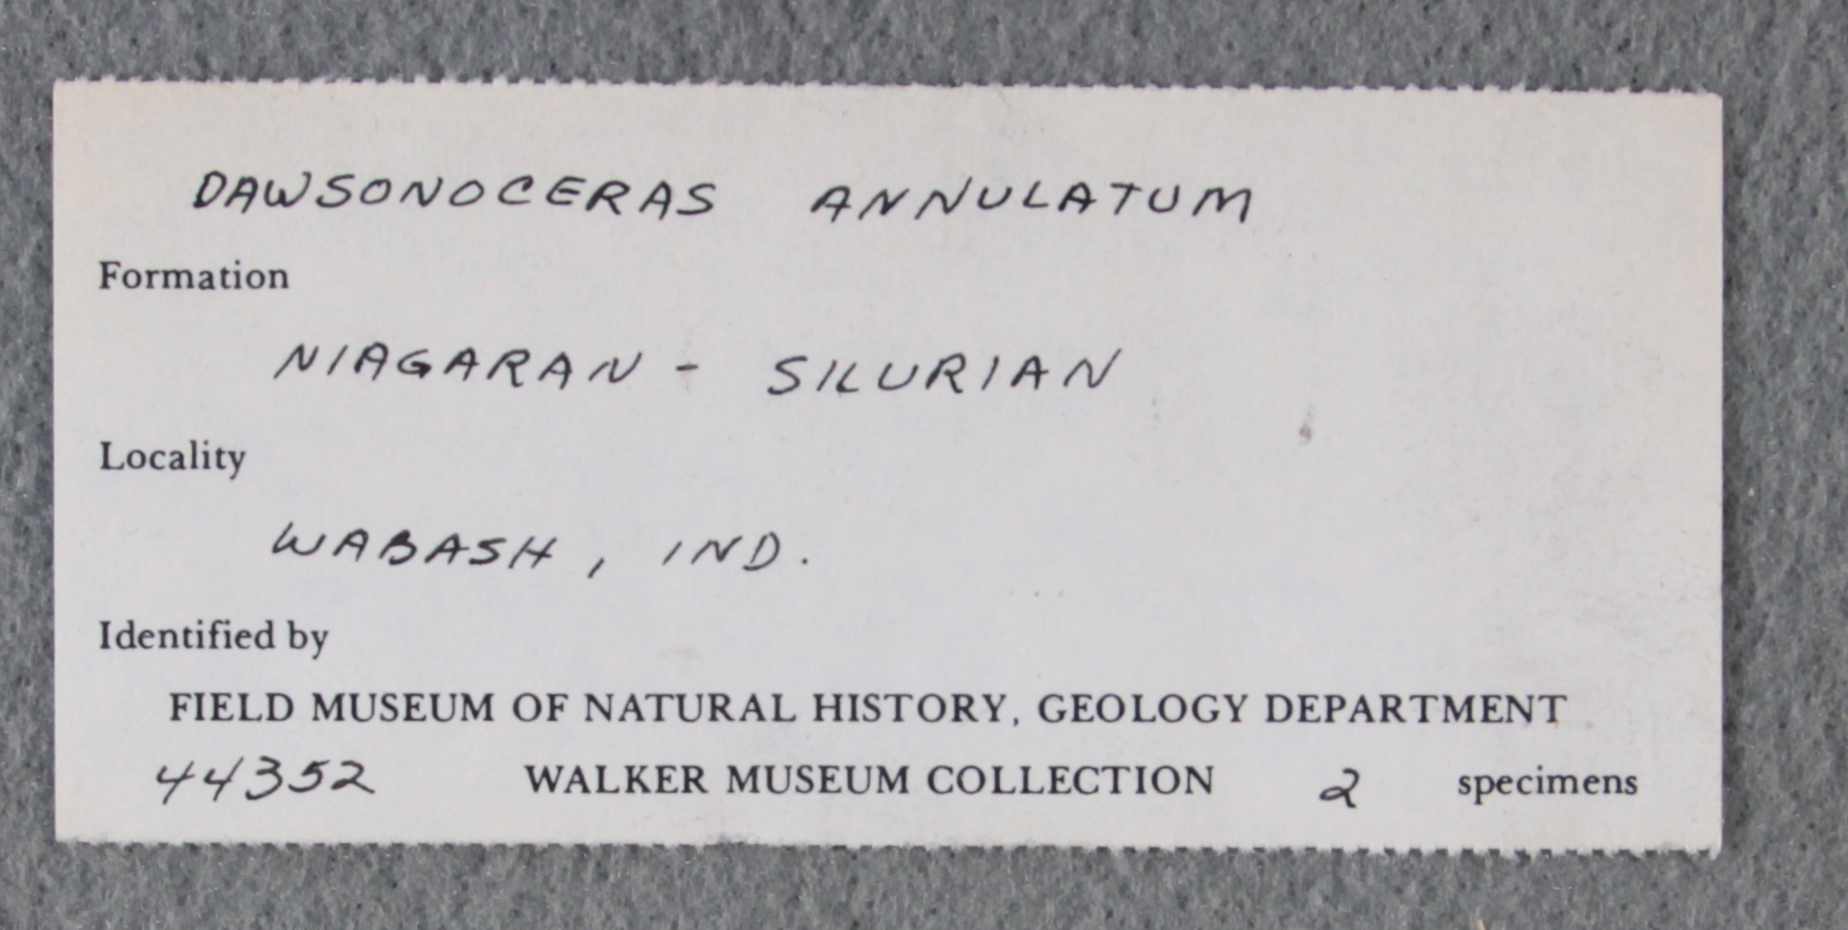 DAWSONOCERAS ANNULATUM
Formation
NIAGARAN - SILURIAN
Locality
WABASH, IND.
Identified by
FIELD MUSEUM OF NATURAL HISTORY, GEOLOGY DEPARTMENT
44352 WALKER MUSEUM COLLECTION 2 specimens